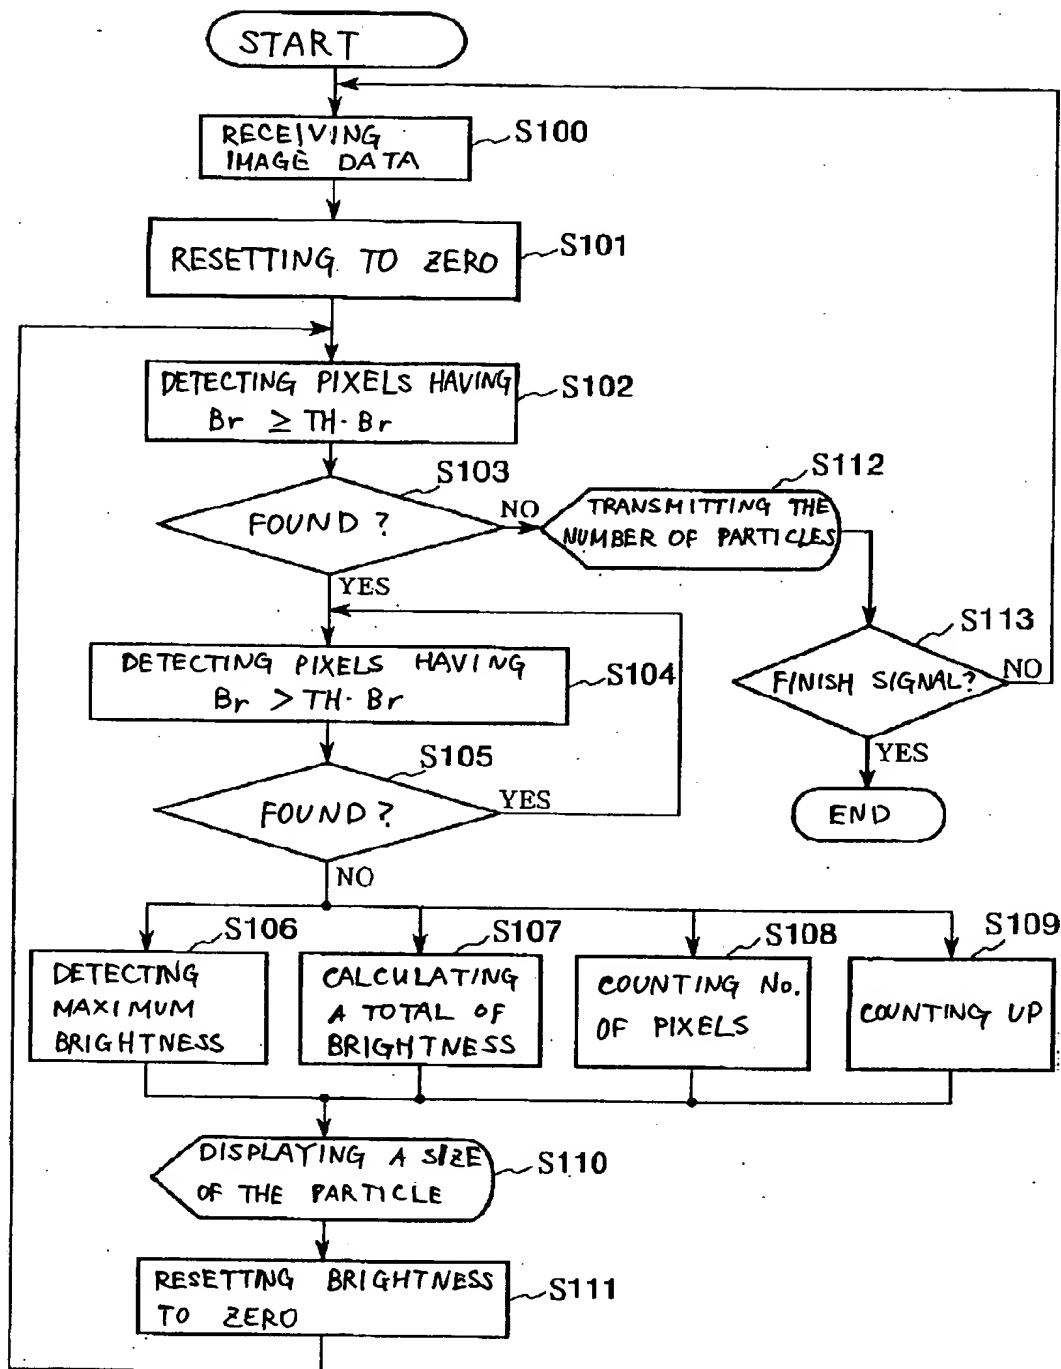 START
RECEIVING
IMAGE DATA
S100
RESETTING TO ZERO
S101
DETECTING PIXELS HAVING
Br ≥ TH·Br
S102
S103
FOUND?
NO
YES
S112
TRANSMITTING THE
NUMBER OF PARTICLES
S113
FINISH SIGNAL?
NO
YES
END
DETECTING PIXELS HAVING
Br > TH·Br
S104
S105
FOUND?
YES
NO
S106
DETECTING
MAXIMUM
BRIGHTNESS
S107
CALCULATING
A TOTAL OF
BRIGHTNESS
S108
COUNTING No.
OF PIXELS
S109
COUNTING UP
DISPLAYING A SIZE
OF THE PARTICLE
S110
RESETTING BRIGHTNESS
TO ZERO
S111